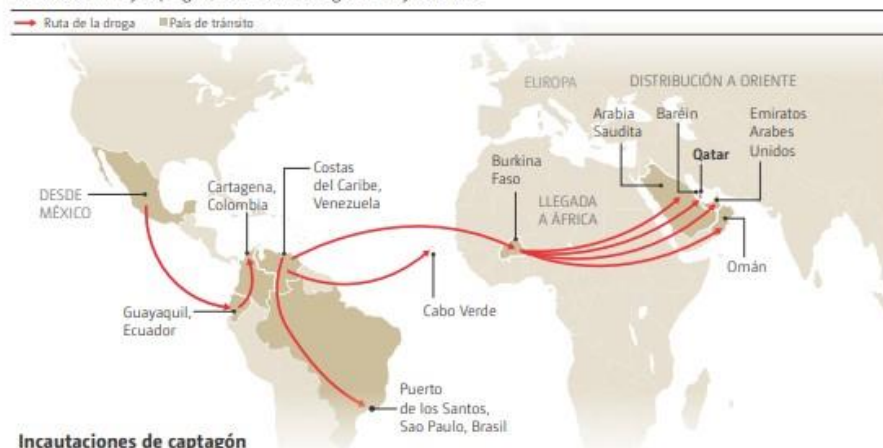 Ruta de la droga
País de tránsito
EUROPA
DISTRIBUCIÓN A ORIENTE
Arabia
Saudita
Baréin
Emiratos
Arabes
Unidos
Qatar
Burkina
Faso
LLEGADA
A ÁFRICA
Omán
DESDE
MÉXICO
Cartagena,
Colombia
Costas
del Caribe,
Venezuela
Guayaquil,
Ecuador
Cabo Verde
Puerto
de los Santos,
Sao Paulo, Brasil
Incautaciones de captagón